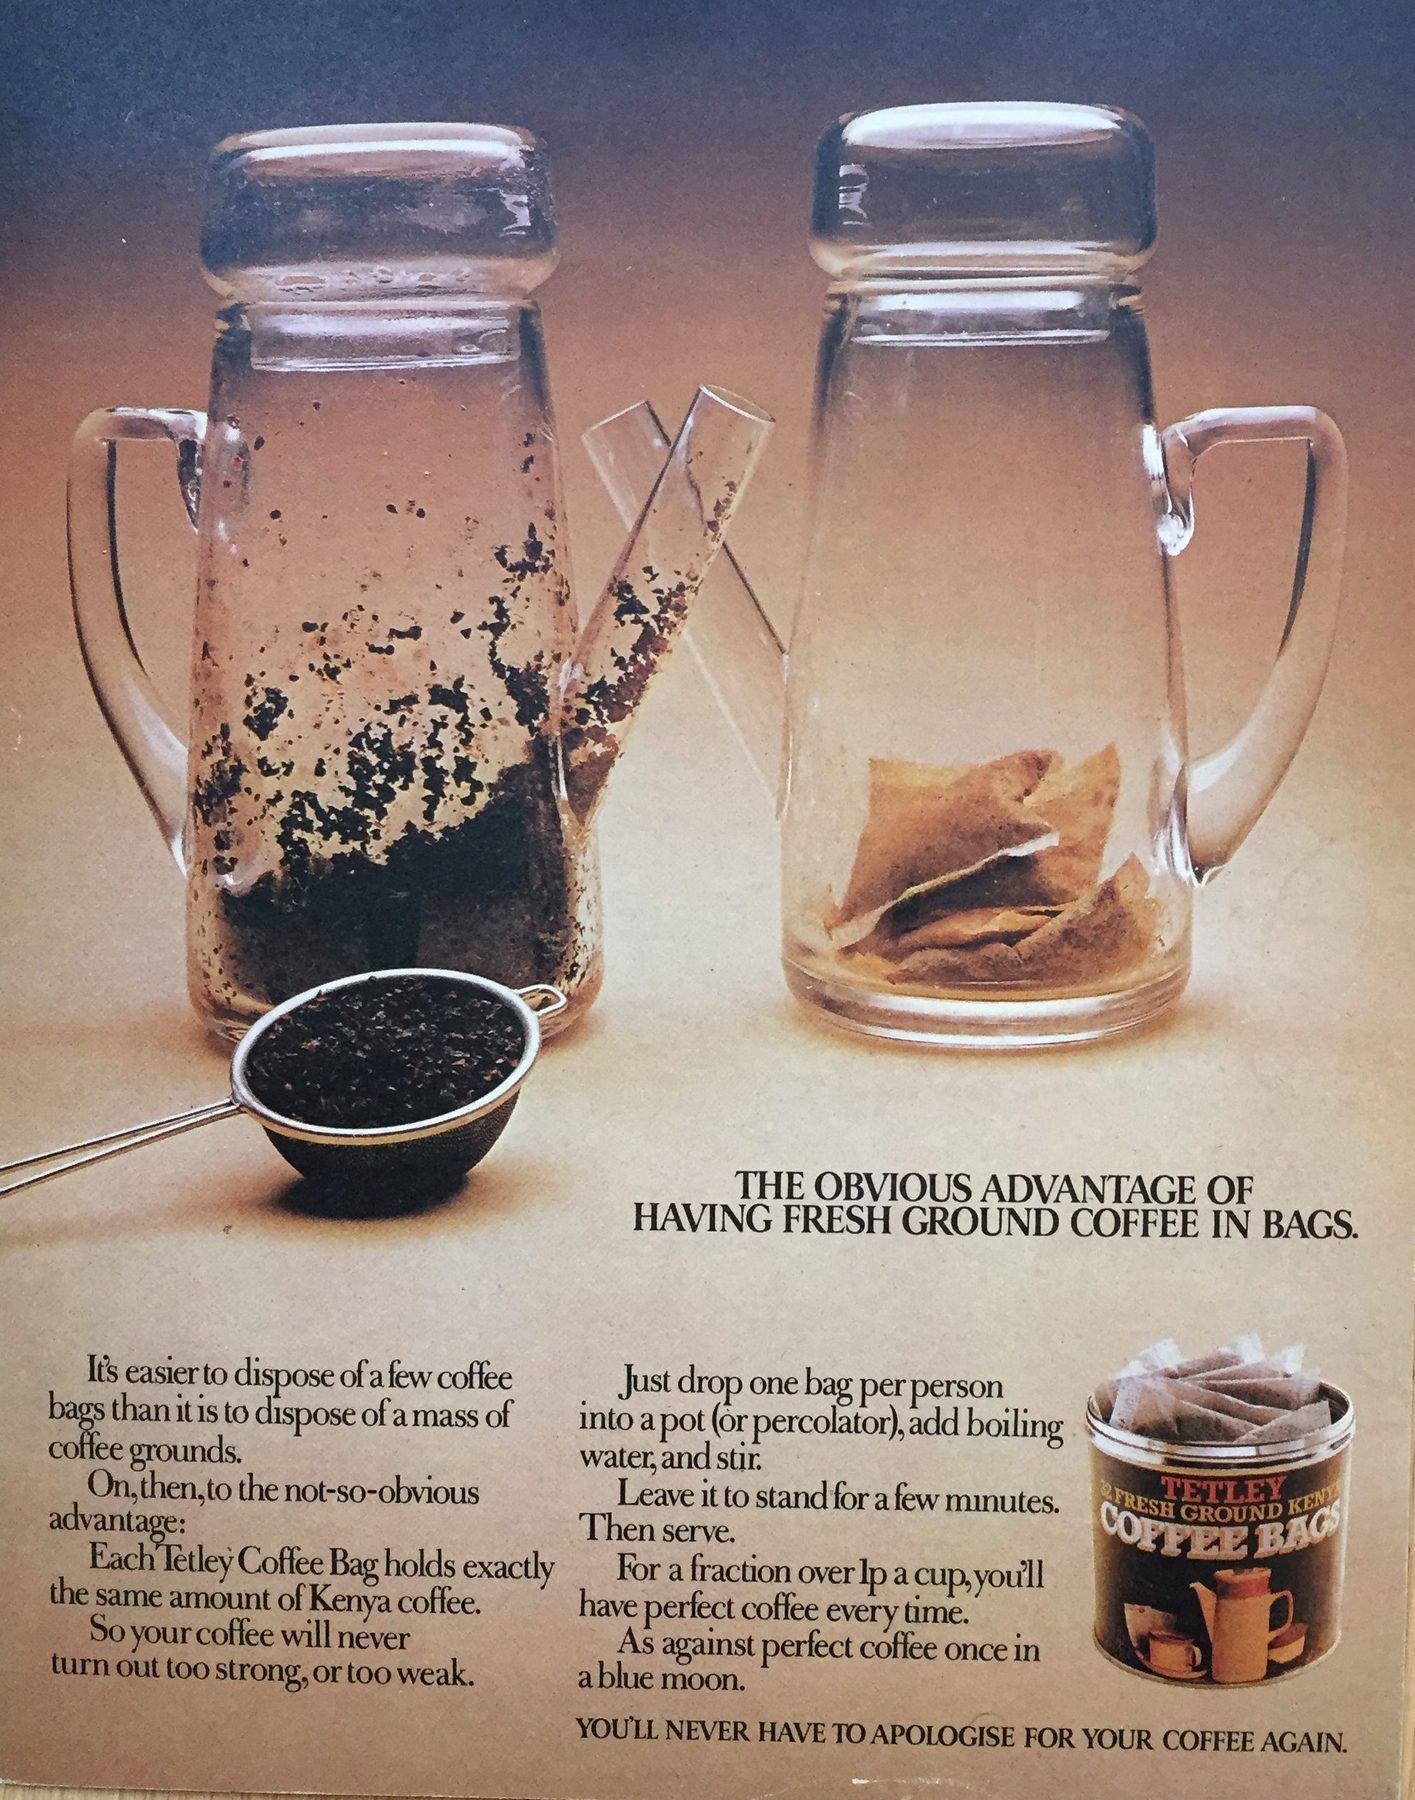 THE OBVIOUS ADVANTAGE OF
HAVING FRESH GROUND COFFEE IN BAGS.
It's easier to dispose of a few coffee
bags than it is to dispose of a mass of
coffee grounds.
On, then, to the not-so-obvious
advantage:
Each Tetley Coffee Bag holds exactly
the same amount of Kenya coffee.
So your coffee will never
turn out too strong, or too weak.
Just drop one bag per person
into a pot (or percolator), add boiling
water, and stir.
Leave it to stand for a few minutes.
Then serve.
For a fraction over 1p a cup, you'll
have perfect coffee every time.
As against perfect coffee once in
a blue moon.
TETLEY
FRESH GROUND KENYA
COFFEE BAGS
YOU'LL NEVER HAVE TO APOLOGISE FOR YOUR COFFEE AGAIN.